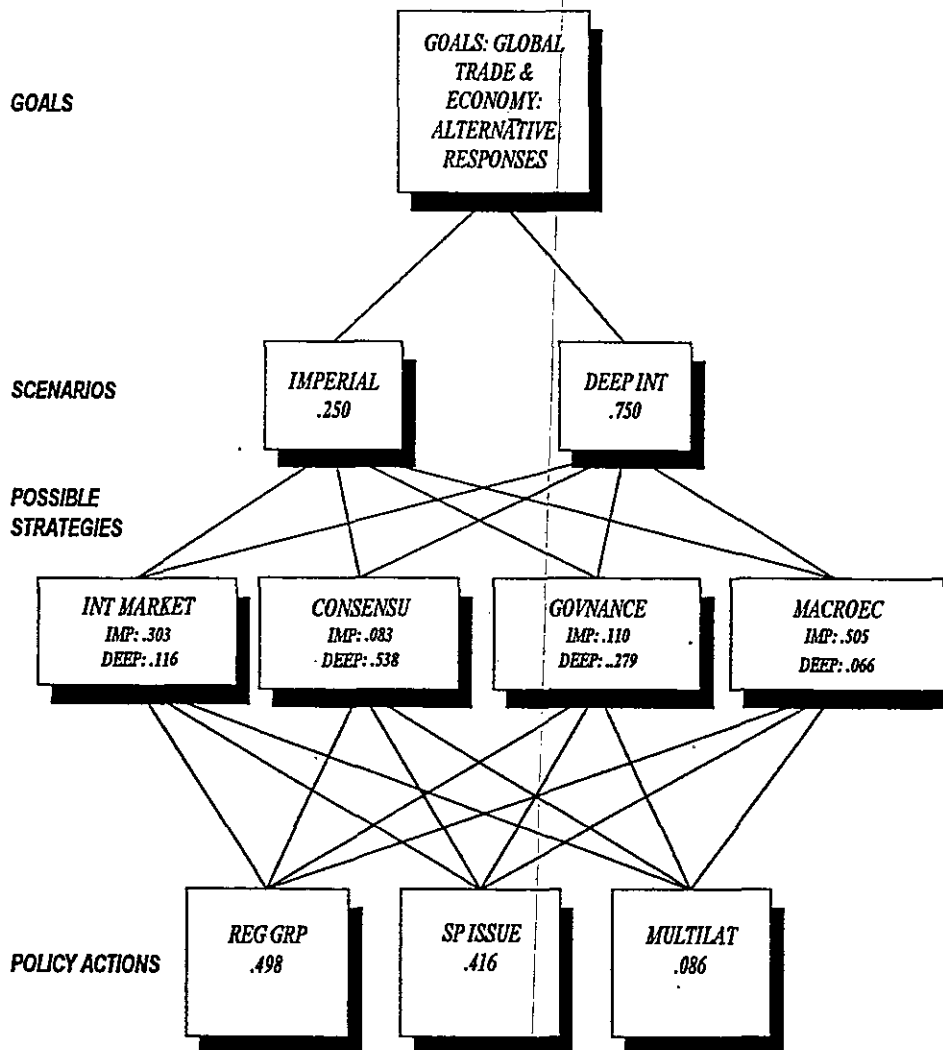 GOALS: GLOBAL
TRADE &
ECONOMY:
ALTERNATIVE
RESPONSES
GOALS
SCENARIOS
IMPERIAL
.250
DEEP INT
.750
POSSIBLE
STRATEGIES
INT MARKET
IMP: .303
DEEP: .116
CONSENSU
IMP: .083
DEEP: .538
GOVNANCE
IMP: .110
DEEP: .279
MACROEC
IMP: .505
DEEP: .066
POLICY ACTIONS
REG GRP
.498
SP ISSUE
.416
MULTILAT
.086